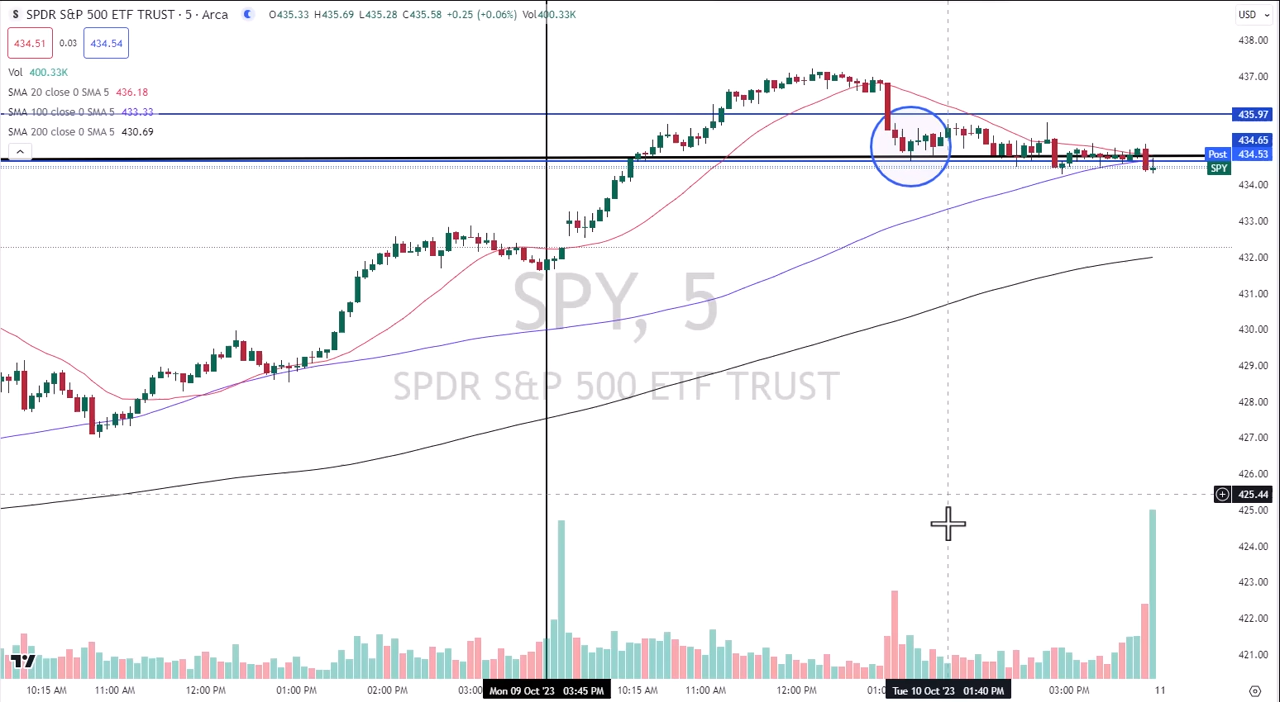 S SPDR S&P 500 ETF TRUST · 5 · Arca O435.33 H435.69 L435.28 C435.58 +0.25 (+0.06%) Vol400.33K
USD
434.51 0.03 434.54
Vol 400.33K
SMA 20 close 0 SMA 5 436.18
SMA 100 close 0 SMA 5 433.33
SMA 200 close 0 SMA 5 430.69
438.00
437.00
435.97
434.65
Post 434.53
SPY
434.00
433.00
432.00
431.00
430.00
429.00
428.00
427.00
426.00
425.44
425.00
424.00
423.00
422.00
421.00
SPY, 5
SPDR S&P 500 ETF TRUST
10:15 AM 11:00 AM 12:00 PM 01:00 PM 02:00 PM 03:00 Mon 09 Oct '23 03:45 PM 10:15 AM 11:00 AM 12:00 PM 01:0 Tue 10 Oct '23 01:40 PM 03:00 PM 11